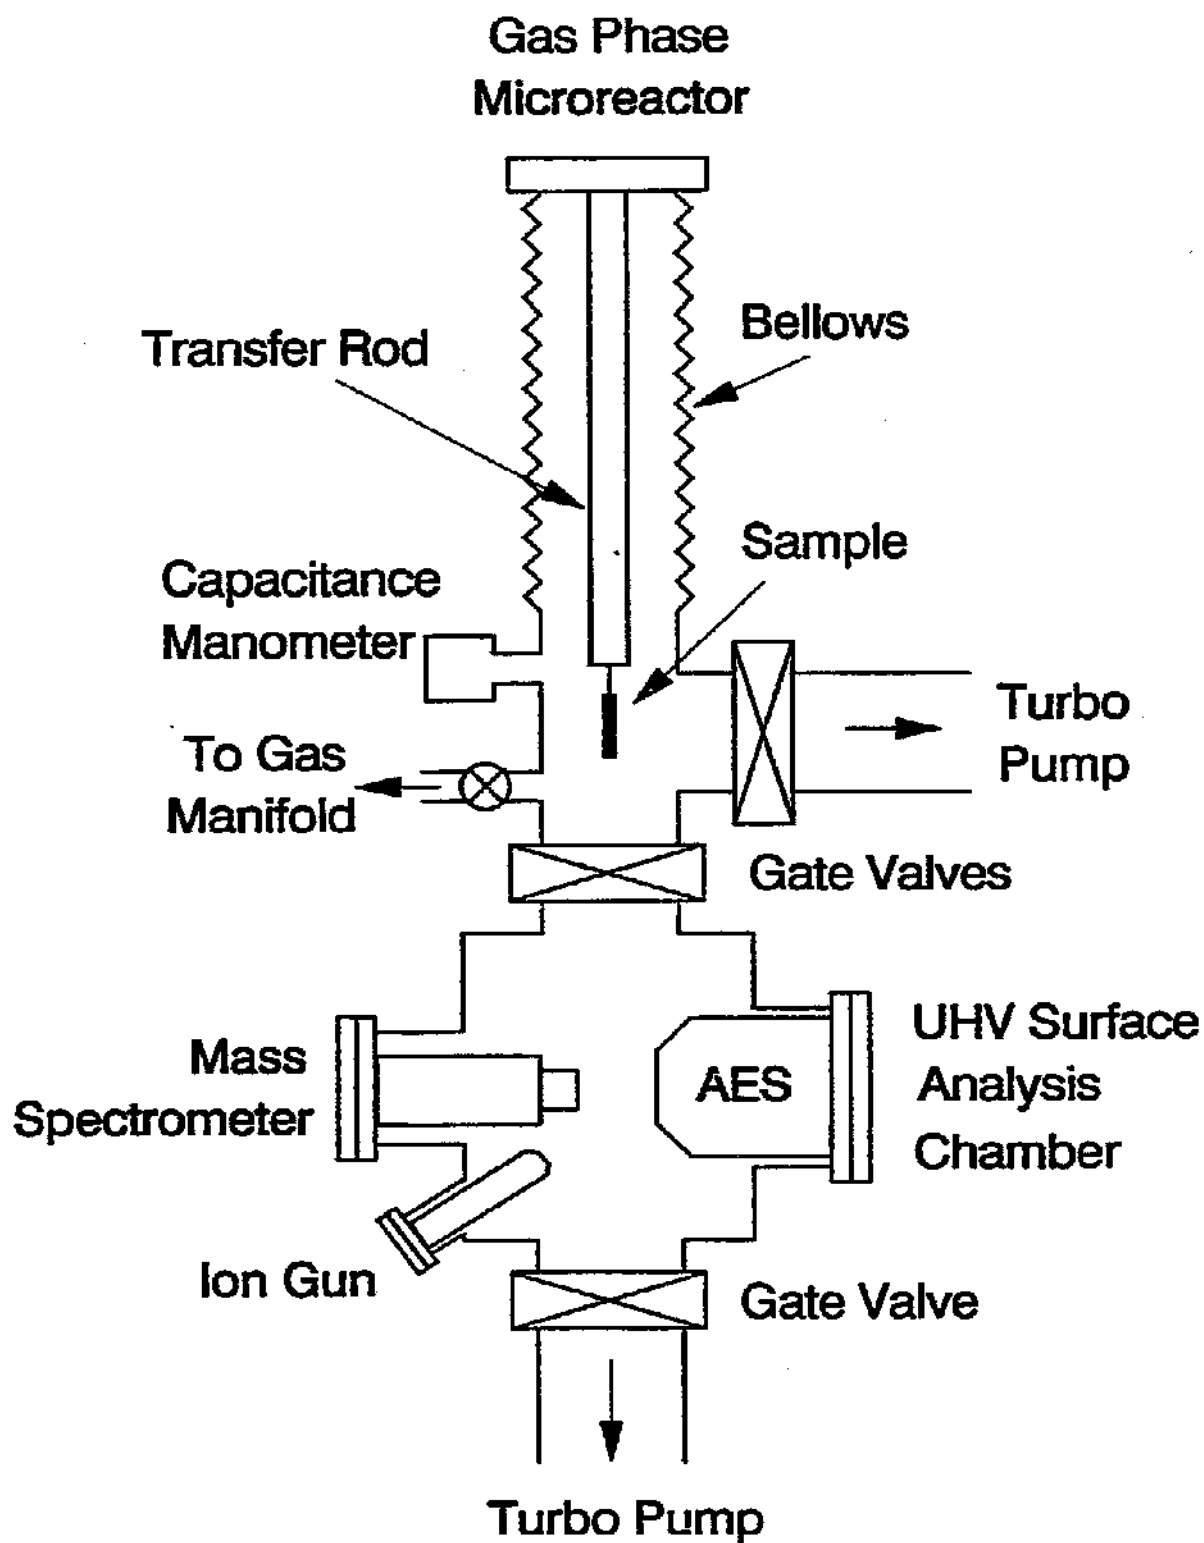 Gas Phase
Microreactor
Bellows
Transfer Rod
Sample
Capacitance
Manometer
Turbo
Pump
To Gas
Manifold
Gate Valves
UHV Surface
Analysis
Chamber
Mass
Spectrometer
AES
Ion Gun
Gate Valve
Turbo Pump